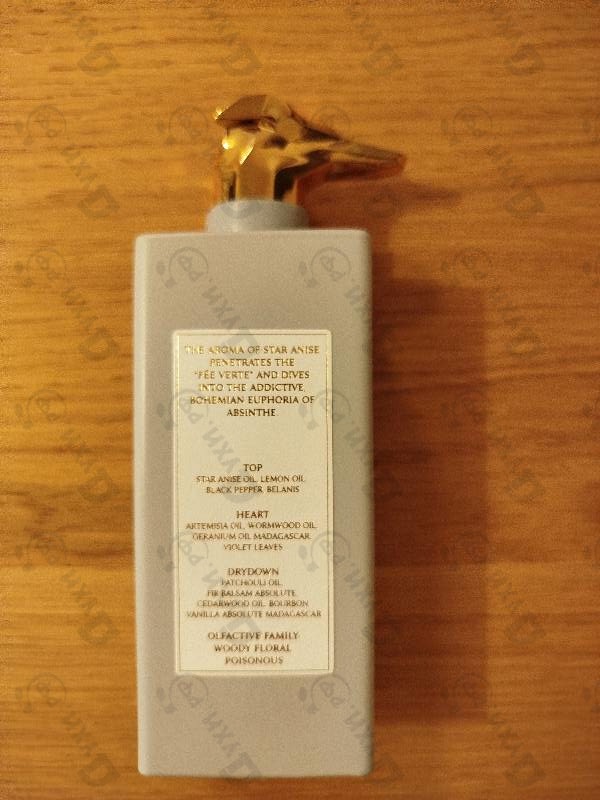 THE AROMA OF STAR ANISE
PENETRATES THE
"FÉE VERTE" AND DIVES
INTO THE ADDICTIVE,
BOHEMIAN EUPHORIA OF
ABSINTHE
TOP
STAR ANISE OIL, LEMON OIL,
BLACK PEPPER, BELANIS
HEART
ARTEMISIA OIL, WORMWOOD OIL,
GERANIUM OIL MADAGASCAR
VIOLET LEAVES
DRYDOWN
PATCHOULI OIL,
FIR BALSAM ABSOLUTE,
CEDARWOOD OIL, BOURBON
VANILLA ABSOLUTE MADAGASCAR
OLFACTIVE FAMILY
WOODY FLORAL
POISONOUS
духи.рф